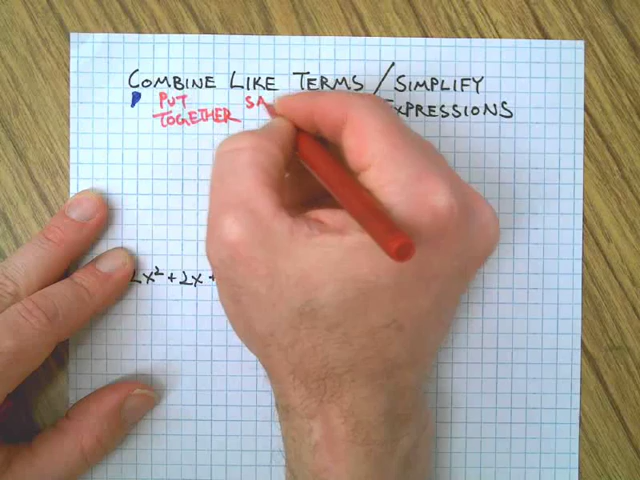 COMBINE LIKE TERMS / SIMPLIFY
PUT SA EXPRESSIONS
TOGETHER
2x² + 2x +